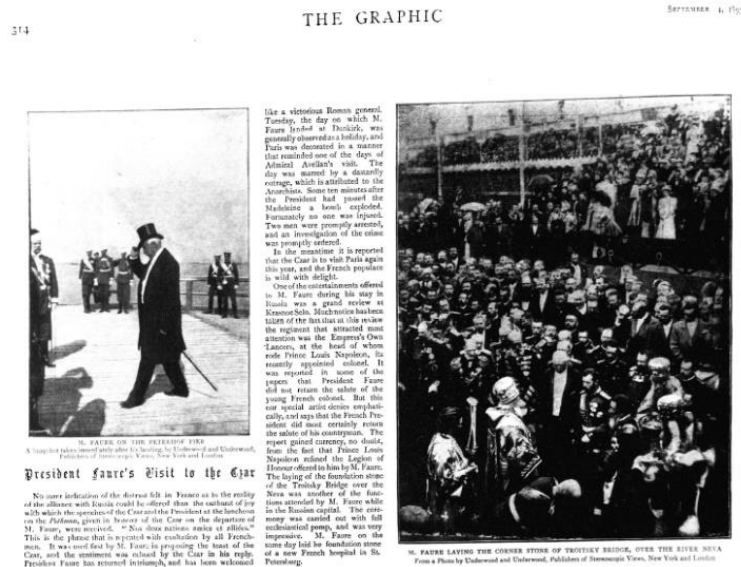 THE GRAPHIC
SEPTEMBER 4, 189
514
M. FAURE ON THE PETERHOF PIER
A snapshot taken immediately after his landing, by Underwood and Underwood,
Publishers of Stereoscopic Views, New York and London
President Faure's Visit to the Czar
No surer indication of the distrust felt in France as to the reality
of the alliance with Russia could be offered than the outburst of joy
with which the speeches of the Czar and the President at the luncheon
on the Pothuau, given in honour of the Czar on the departure of
M. Faure, were received. "Nos deux nations amies et alliées."
This is the phrase that is repeated with exultation by all French-
men. It was used first by M. Faure in proposing the toast of the
Czar, and the sentiment was echoed by the Czar in his reply.
President Faure has returned in triumph, and has been welcomed
like a victorious Roman general.
Tuesday, the day on which M.
Faure landed at Dunkirk, was
generally observed as a holiday, and
Paris was decorated in a manner
that reminded one of the days of
Admiral Avellan's visit. The
day was marred by a dastardly
outrage, which is attributed to the
Anarchists. Some ten minutes after
the President had passed the
Madeleine a bomb exploded.
Fortunately no one was injured.
Two men were promptly arrested,
and an investigation of the crime
was promptly ordered.
In the meantime it is reported
that the Czar is to visit Paris again
this year, and the French populace
is wild with delight.
One of the entertainments offered
to M. Faure during his stay in
Russia was a grand review at
Krasnoe Selo. Much notice has been
taken of the fact that at this review
the regiment that attracted most
attention was the Empress's Own
Lancers, at the head of whom
rode Prince Louis Napoleon, its
recently appointed colonel. It
was reported in some of the
papers that President Faure
did not return the salute of the
young French colonel. But this
our special artist denies emphati-
cally, and says that the French Pre-
sident did most certainly return
the salute of his countryman. The
report gained currency, no doubt,
from the fact that Prince Louis
Napoleon refused the Legion of
Honour offered to him by M. Faure.
The laying of the foundation stone
of the Troitsky Bridge over the
Neva was another of the func-
tions attended by M. Faure while
in the Russian capital. The cere-
mony was carried out with full
ecclesiastical pomp, and was very
impressive. M. Faure on the
same day laid the foundation stone
of a new French hospital in St.
Petersburg.
M. FAURE LAYING THE CORNER STONE OF TROITSKY BRIDGE, OVER THE RIVER NEVA
From a Photo by Underwood and Underwood, Publishers of Stereoscopic Views, New York and London